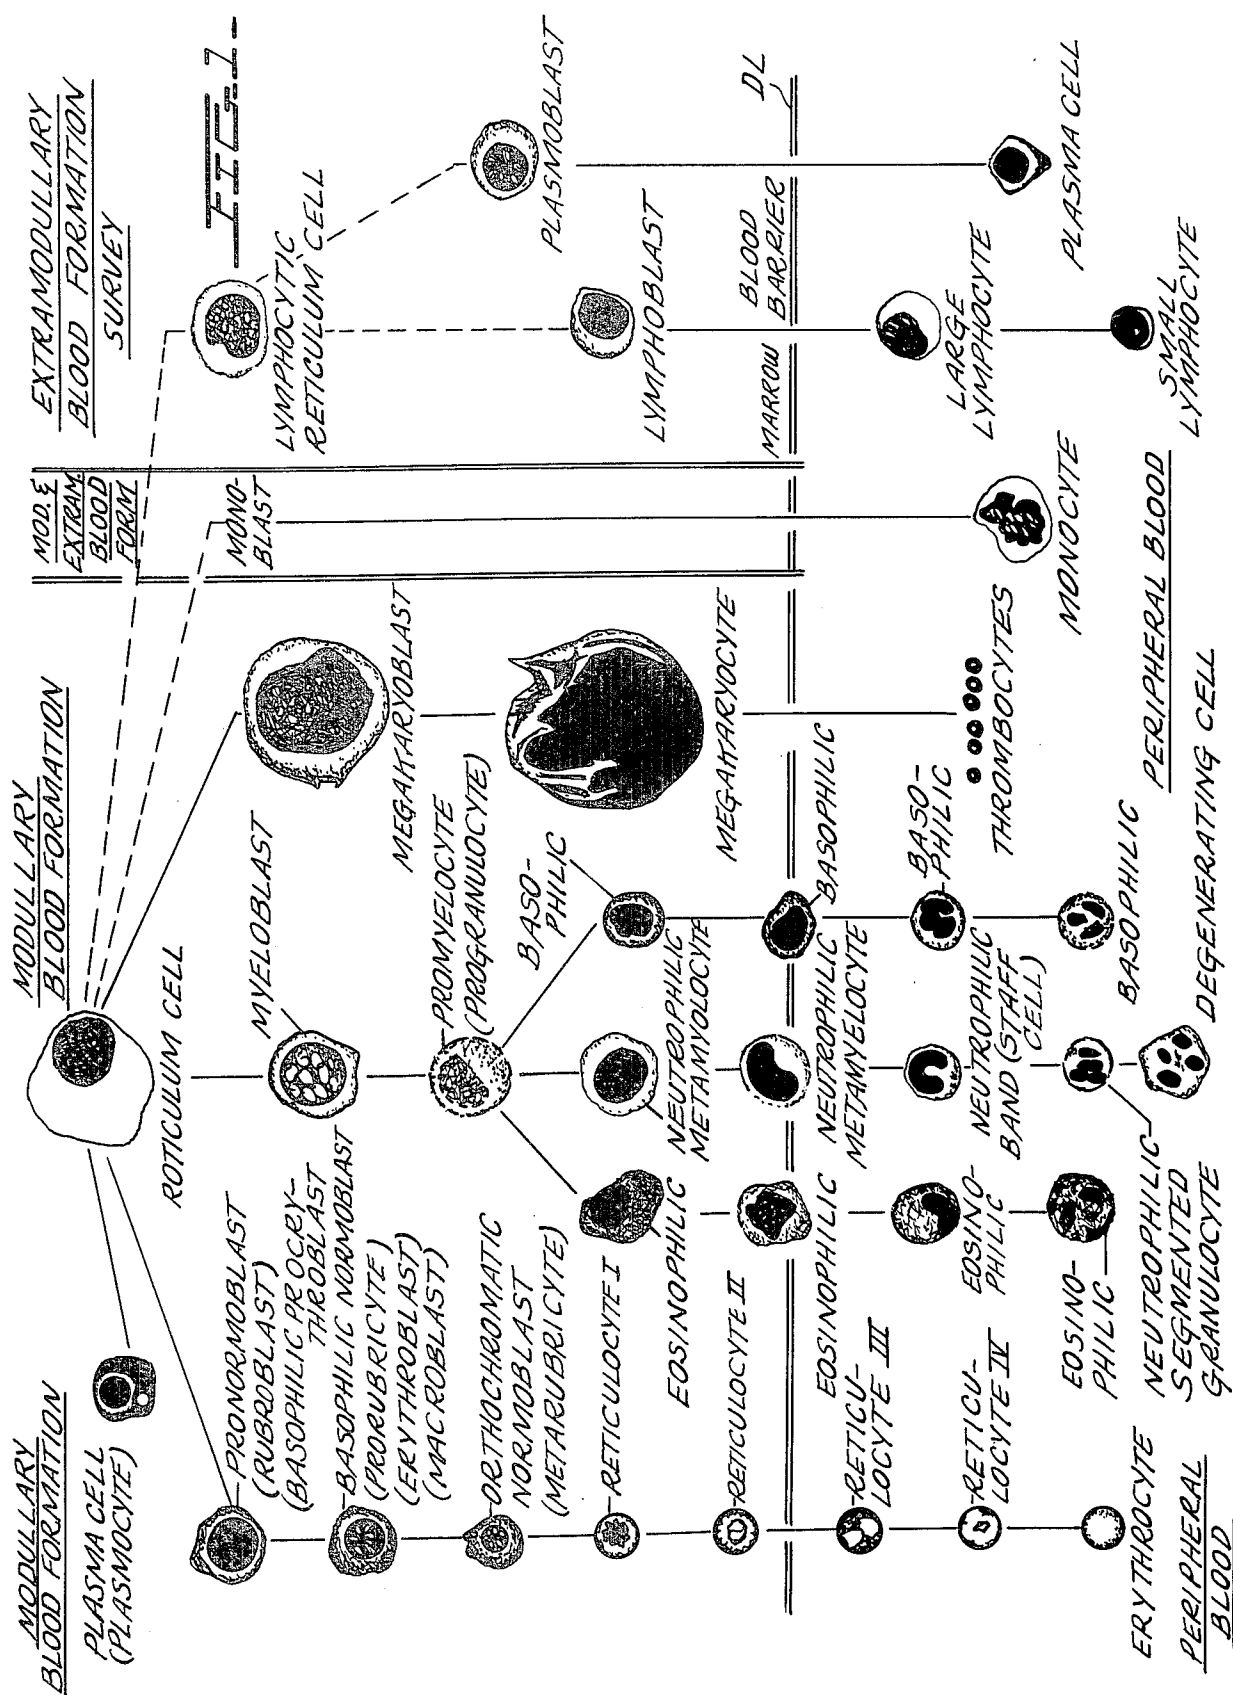 MODULLARY
BLOOD FORMATION
MODULLARY
BLOOD FORMATION
MOD. &
EXTRAM.
BLOOD
FORM
EXTRAMODULLARY
BLOOD FORMATION
SURVEY
FIG. 1.
PLASMA CELL
(PLASMOCYTE)
ROTICULUM CELL
PRONORMOBLAST
(RUBROBLAST)
(BASOPHILIC PROCRY-
THROBLAST
BASOPHILIC NORMOBLAST
(PRORUBRICYTE)
(ERYTHROBLAST)
(MACROBLAST)
ORTHOCHROMATIC
NORMOBLAST
(METARUBRICYTE)
RETICULOCYTE I
RETICULOCYTE II
RETICU-
LOCYTE III
RETICU-
LOCYTE IV
ERYTHROCYTE
PERIPHERAL
BLOOD
MYELOBLAST
PROMYELOCYTE
(PROGRANULOCYTE)
BASO-
PHILIC
EOSINOPHILIC
NEUTROPHILIC
METAMYOLOCYTE
EOSINOPHILIC
NEUTROPHILIC
METAMYELOCYTE
BASOPHILIC
EOSINO-
PHILIC
NEUTROPHILIC
BAND (STAFF
CELL)
BASO-
PHILIC
EOSINO-
PHILIC
NEUTROPHILIC
SEGMENTED
GRANULOCYTE
BASOPHILIC
DEGENERATING CELL
MEGAKARYOBLAST
MEGAKARYOCYTE
THROMBOCYTES
MONO-
BLAST
MONOCYTE
PERIPHERAL BLOOD
LYMPHOCYTIC
RETICULUM CELL
PLASMOBLAST
LYMPHOBLAST
MARROW
BLOOD
BARRIER
DL
LARGE
LYMPHOCYTE
PLASMA CELL
SMALL
LYMPHOCYTE